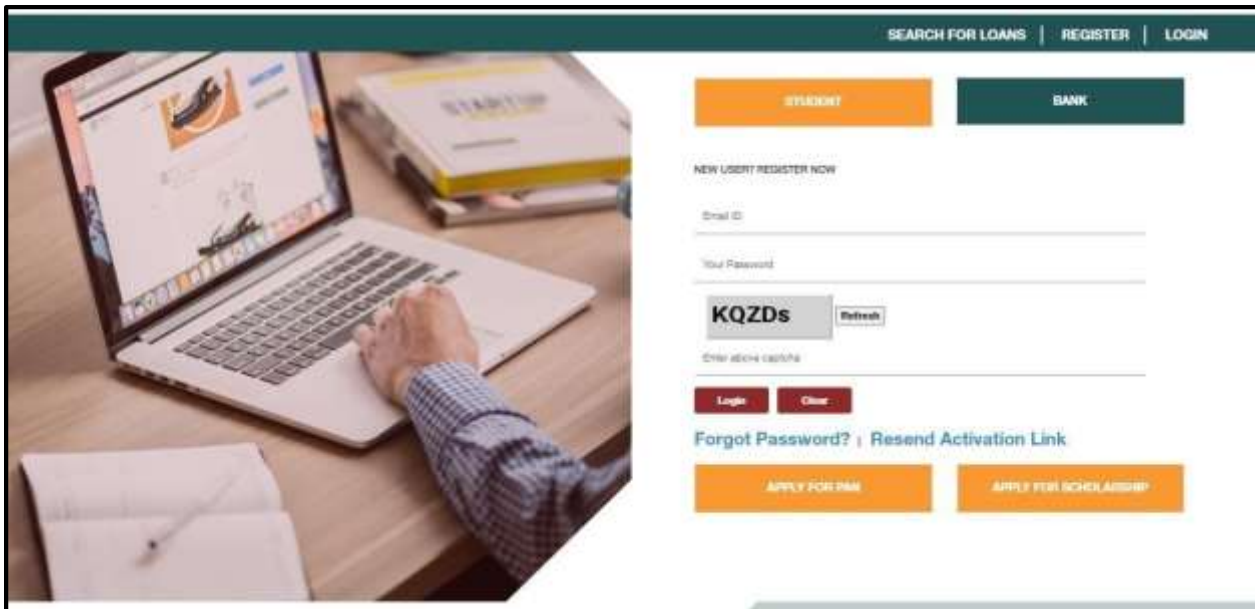 SEARCH FOR LOANS | REGISTER | LOGIN
STUDENT BANK
NEW USER? REGISTER NOW
Email ID
Your Password
KQZDs Refresh
Enter above captcha
Login Clear
Forgot Password? | Resend Activation Link
APPLY FOR PAN APPLY FOR SCHOLARSHIP
STARTUP